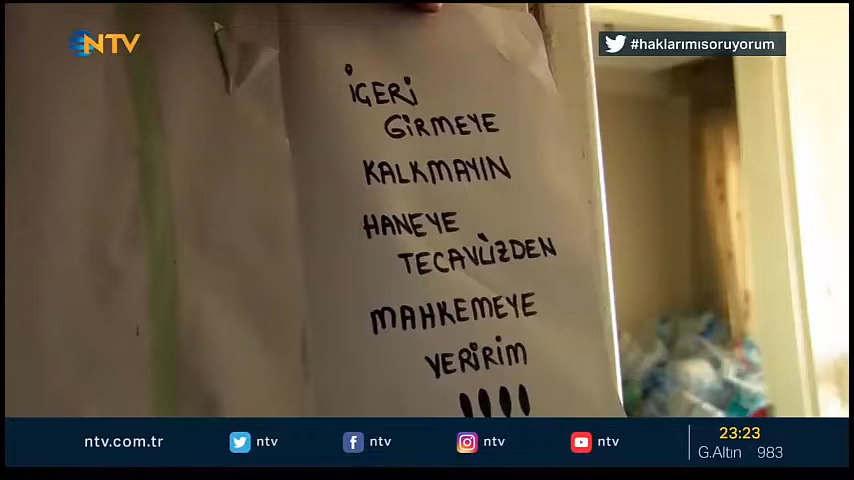 NTV
#haklarımısoruyorum
İGERİ
GİRMEYE
KALKMAYIN
HANEYE
TECAVÜZDEN
MAHKEMEYE
VERİRİM
!!!!
ntv.com.tr
ntv
ntv
ntv
ntv
23:23
G.Altın 983